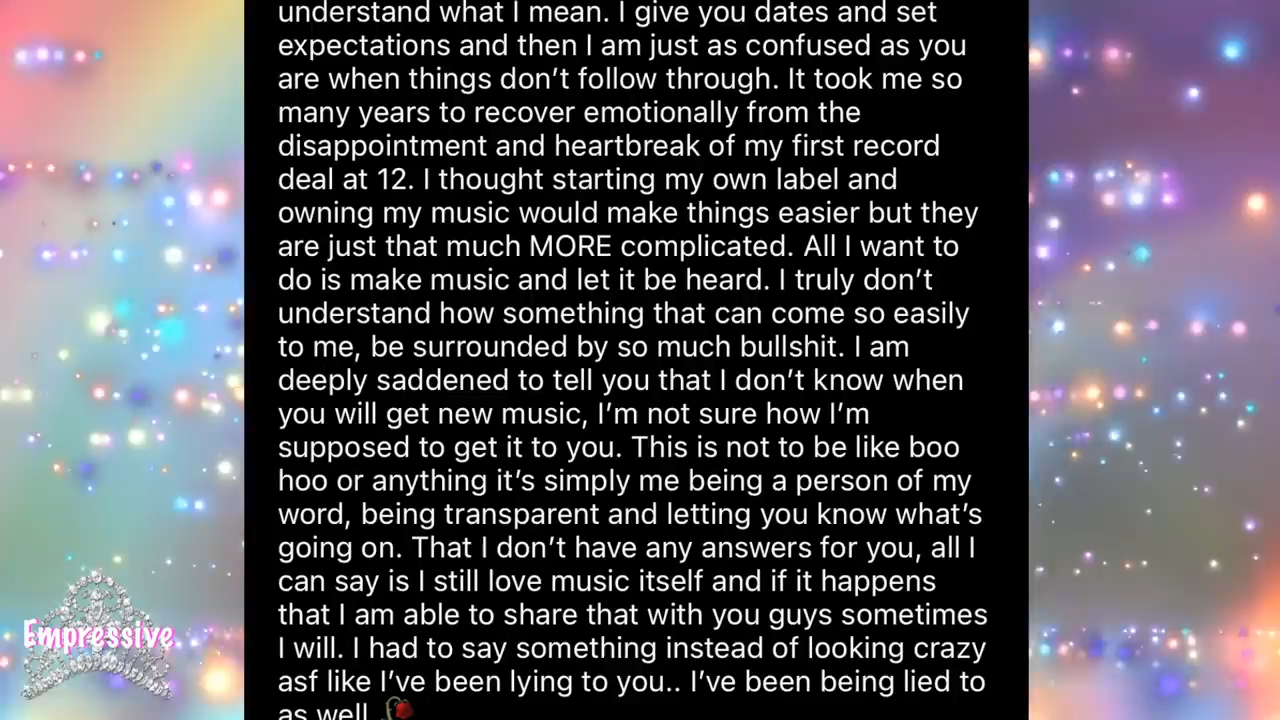 understand what I mean. I give you dates and set
expectations and then I am just as confused as you
are when things don’t follow through. It took me so
many years to recover emotionally from the
disappointment and heartbreak of my first record
deal at 12. I thought starting my own label and
owning my music would make things easier but they
are just that much MORE complicated. All I want to
do is make music and let it be heard. I truly don’t
understand how something that can come so easily
to me, be surrounded by so much bullshit. I am
deeply saddened to tell you that I don’t know when
you will get new music, I’m not sure how I’m
supposed to get it to you. This is not to be like boo
hoo or anything it’s simply me being a person of my
word, being transparent and letting you know what’s
going on. That I don’t have any answers for you, all I
can say is I still love music itself and if it happens
that I am able to share that with you guys sometimes
I will. I had to say something instead of looking crazy
asf like I’ve been lying to you.. I’ve been being lied to
as well 🥀
Empressive